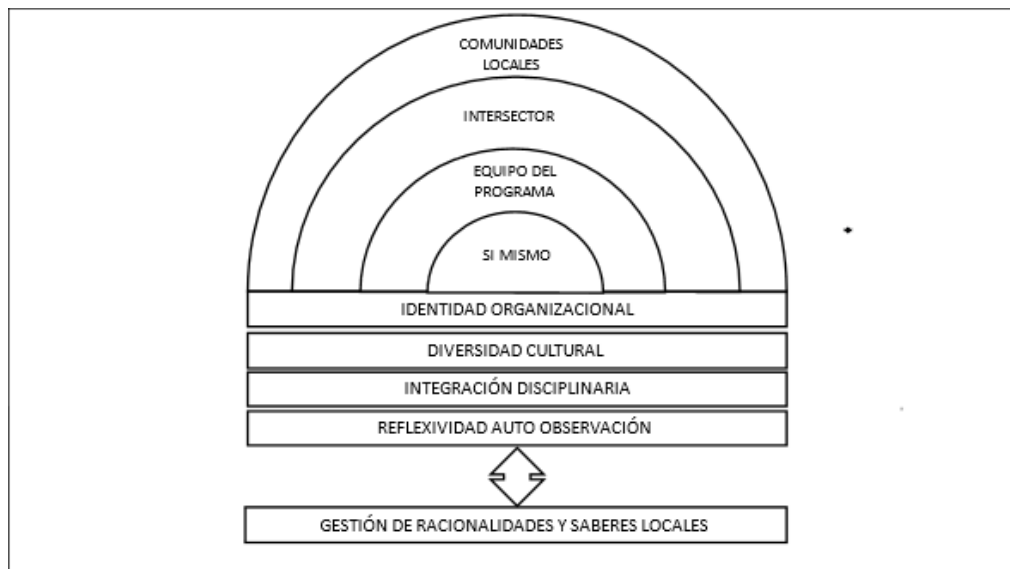 COMUNIDADES
LOCALES
INTERSECTOR
EQUIPO DEL
PROGRAMA
SI MISMO
IDENTIDAD ORGANIZACIONAL
DIVERSIDAD CULTURAL
INTEGRACIÓN DISCIPLINARIA
REFLEXIVIDAD AUTO OBSERVACIÓN
GESTIÓN DE RACIONALIDADES Y SABERES LOCALES